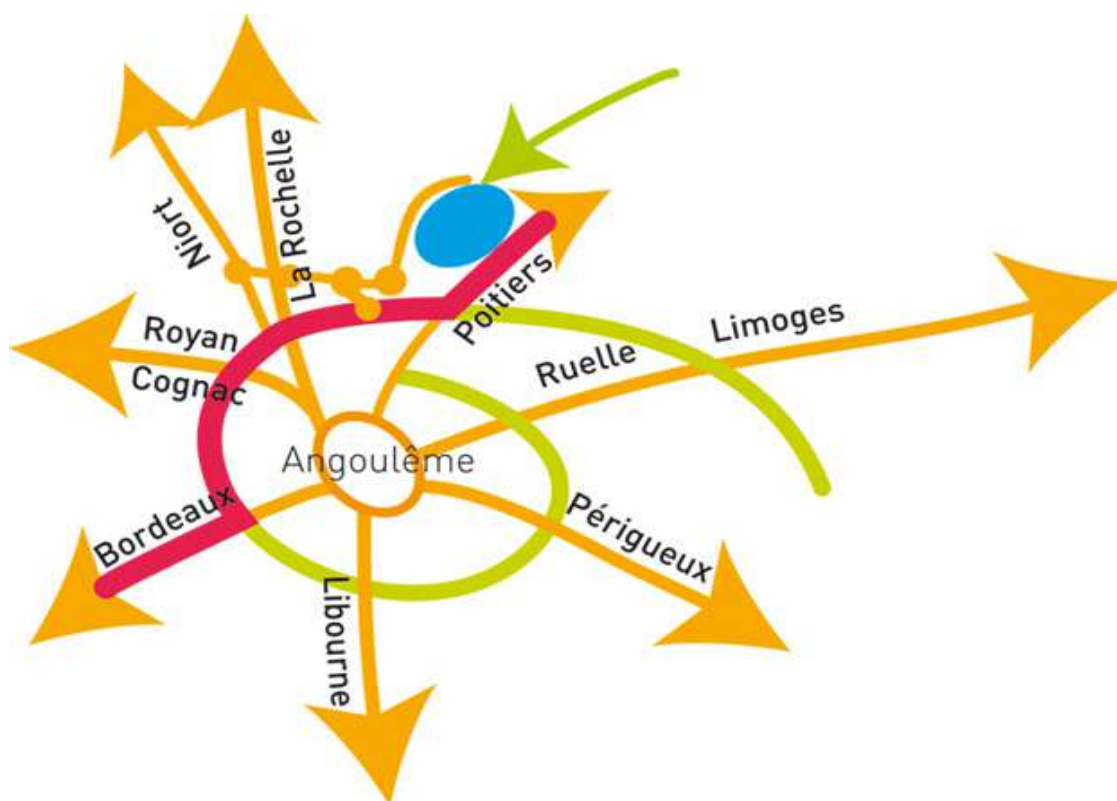 Niort
La Rochelle
Poitiers
Royan
Cognac
Limoges
Ruelle
Angoulême
Bordeaux
Périgueux
Libourne